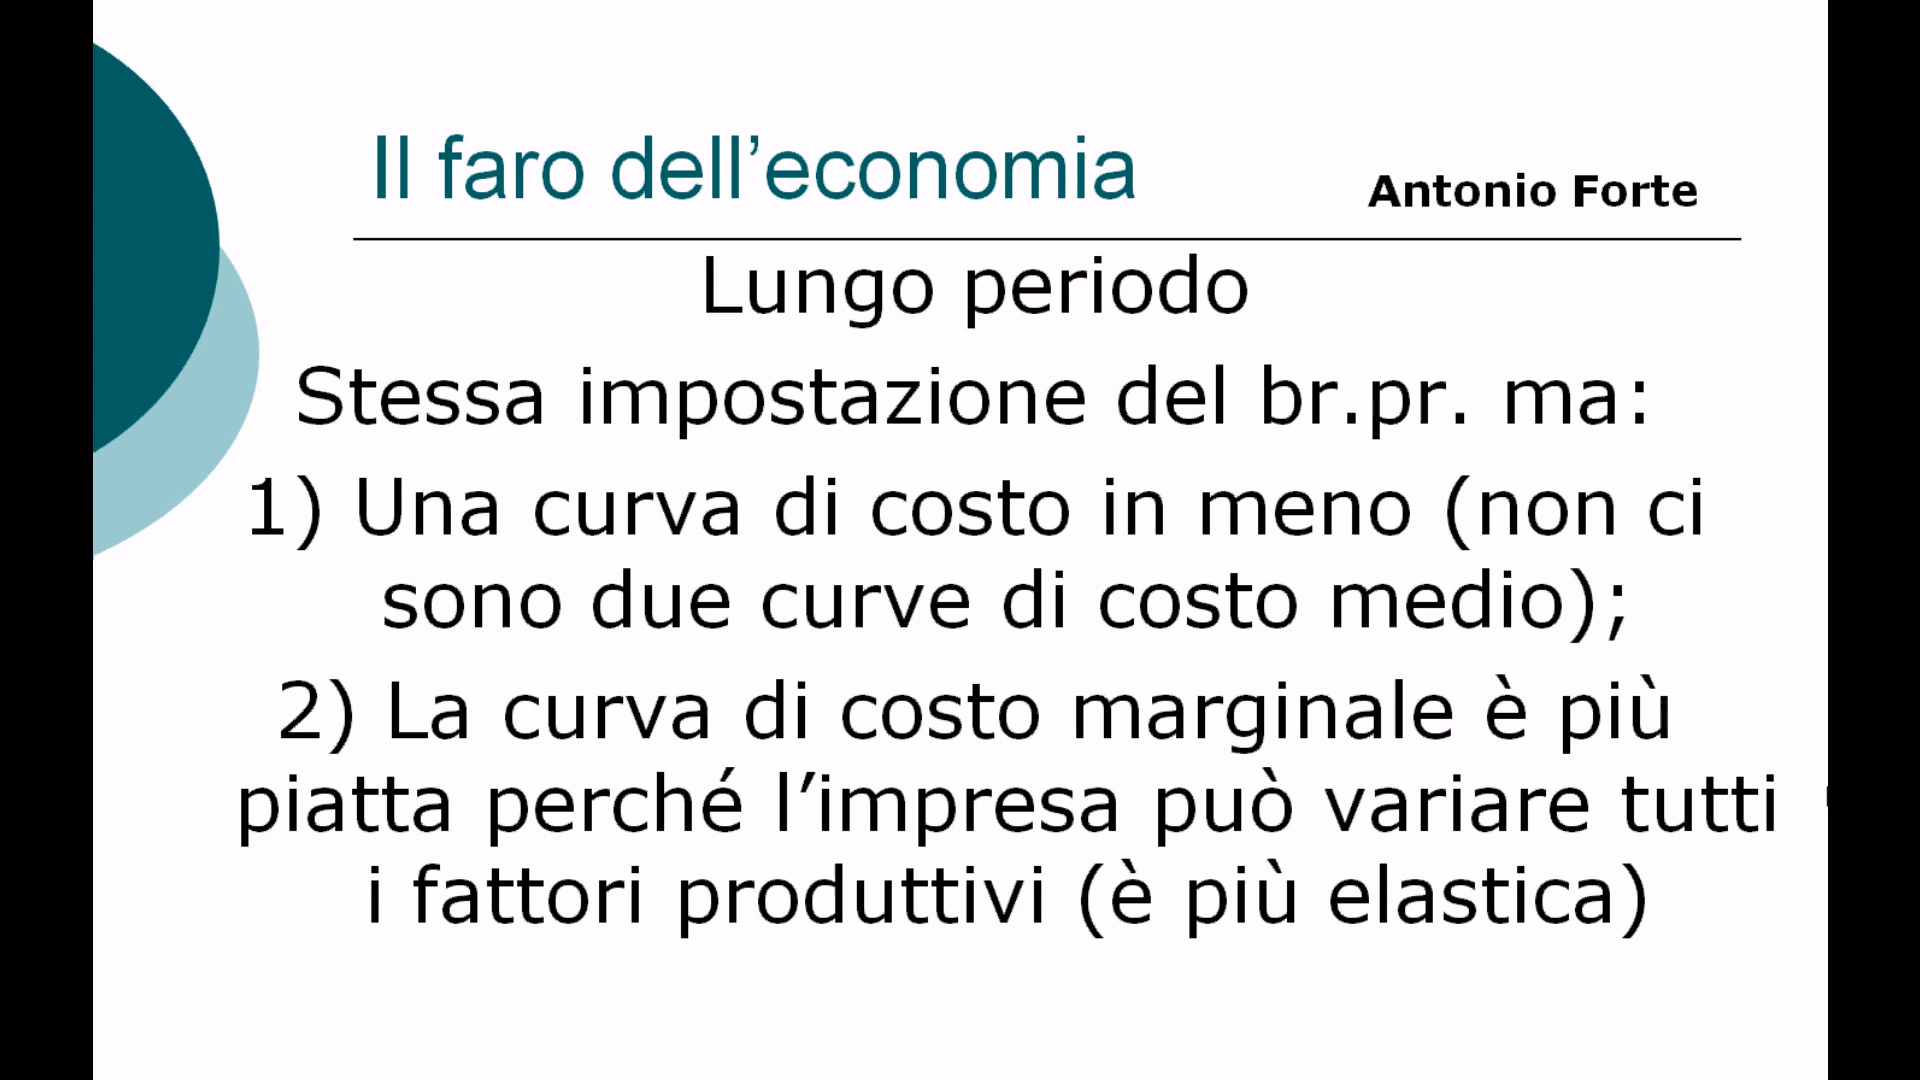 Il faro dell’economia
Antonio Forte
Lungo periodo
Stessa impostazione del br.pr. ma:
1) Una curva di costo in meno (non ci
sono due curve di costo medio);
2) La curva di costo marginale è più
piatta perché l’impresa può variare tutti
i fattori produttivi (è più elastica)